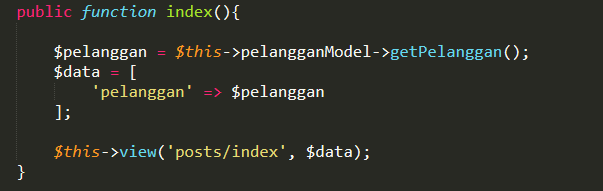 public function index(){
$pelanggan = $this->pelangganModel->getPelanggan();
$data = [
'pelanggan' => $pelanggan
];
$this->view('posts/index', $data);
}